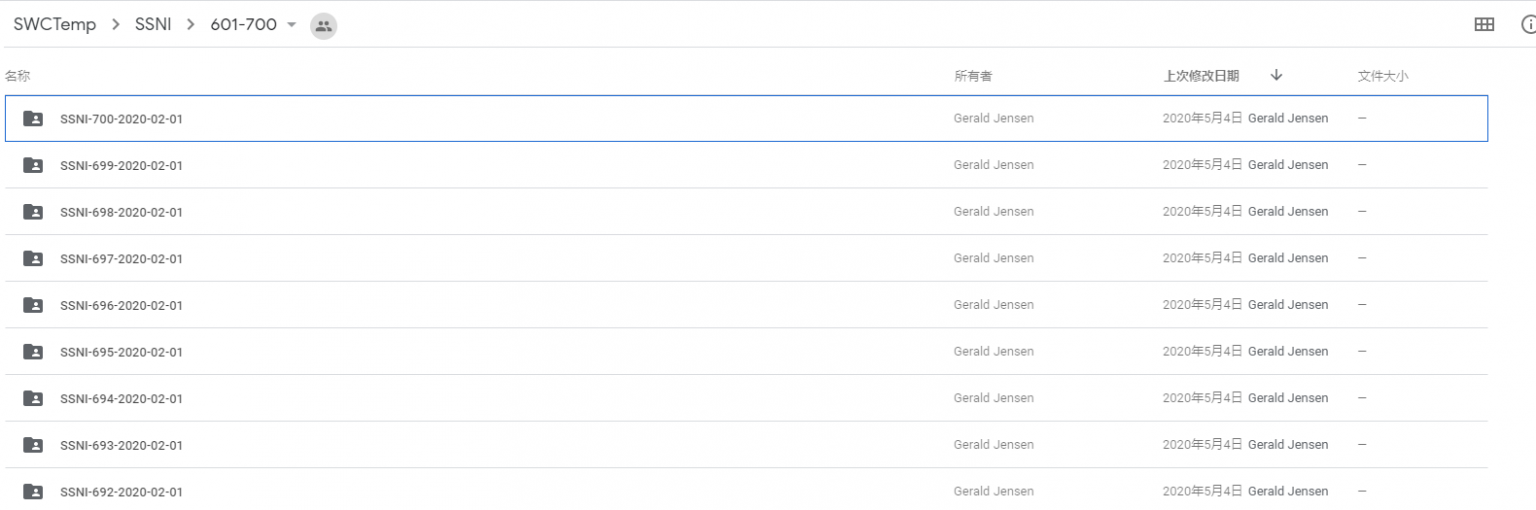 SWCTemp > SSNI > 601-700
名称 所有者 上次修改日期 文件大小
SSNI-700-2020-02-01 Gerald Jensen 2020年5月4日 Gerald Jensen —
SSNI-699-2020-02-01 Gerald Jensen 2020年5月4日 Gerald Jensen —
SSNI-698-2020-02-01 Gerald Jensen 2020年5月4日 Gerald Jensen —
SSNI-697-2020-02-01 Gerald Jensen 2020年5月4日 Gerald Jensen —
SSNI-696-2020-02-01 Gerald Jensen 2020年5月4日 Gerald Jensen —
SSNI-695-2020-02-01 Gerald Jensen 2020年5月4日 Gerald Jensen —
SSNI-694-2020-02-01 Gerald Jensen 2020年5月4日 Gerald Jensen —
SSNI-693-2020-02-01 Gerald Jensen 2020年5月4日 Gerald Jensen —
SSNI-692-2020-02-01 Gerald Jensen 2020年5月4日 Gerald Jensen —